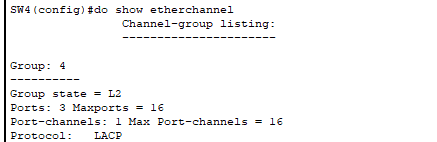 SW4(config)#do show etherchannel
Channel-group listing:
----------------------
Group: 4
----------
Group state = L2
Ports: 3 Maxports = 16
Port-channels: 1 Max Port-channels = 16
Protocol: LACP